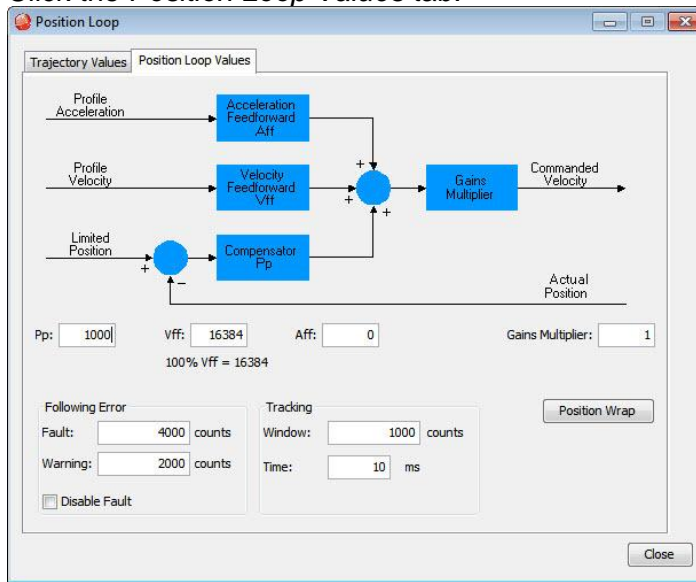 Click the Position Loop Values tab.
Position Loop
Trajectory Values
Position Loop Values
Profile
Acceleration
Acceleration
Feedforward
Aff
Profile
Velocity
Velocity
Feedforward
Vff
+
+
+
Gains
Multiplier
Commanded
Velocity
Limited
Position
+
−
Compensator
Pp
Actual
Position
Pp: 1000
Vff: 16384
Aff: 0
Gains Multiplier: 1
100% Vff = 16384
Following Error
Fault: 4000 counts
Warning: 2000 counts
Disable Fault
Tracking
Window: 1000 counts
Time: 10 ms
Position Wrap
Close